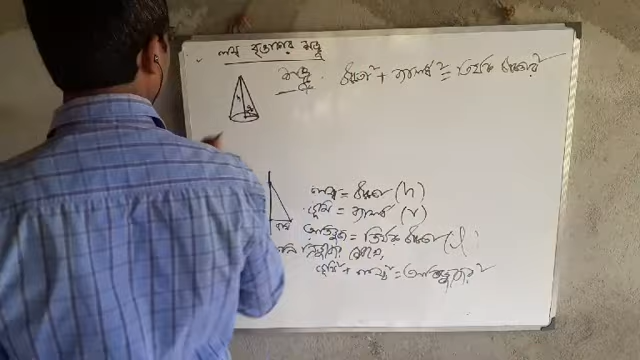 লম্ব বৃত্তাকার শঙ্কু
শঙ্কু উচ্চতা² + ব্যাসার্ধ² = তির্যক উচ্চতা²
লম্ব = উচ্চতা (h)
ভূমি = ব্যাসার্ধ (r)
অতিভুজ = তির্যক উচ্চতা (l)
ত্রিভুজের ক্ষেত্রে,
ভূমি² + লম্ব² = অতিভুজ²